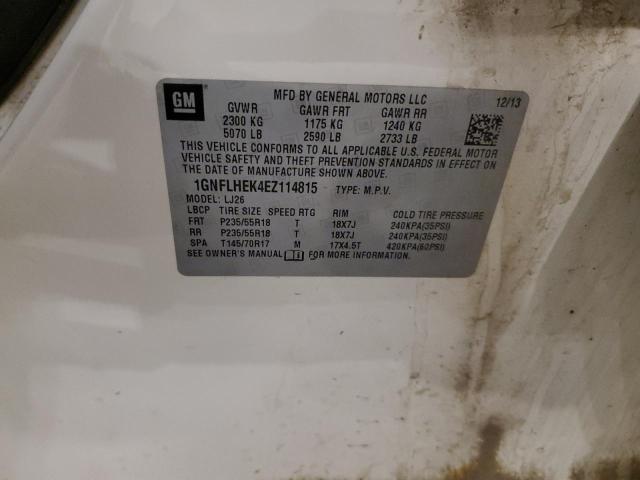 GM
MFD BY GENERAL MOTORS LLC 12/13
GVWR GAWR FRT GAWR RR
2300 KG 1175 KG 1240 KG
5070 LB 2590 LB 2733 LB
THIS VEHICLE CONFORMS TO ALL APPLICABLE U.S. FEDERAL MOTOR
VEHICLE SAFETY AND THEFT PREVENTION STANDARDS IN EFFECT ON
THE DATE OF MANUFACTURE SHOWN ABOVE.
1GNFLHEK4EZ114815 TYPE: M.P.V.
MODEL: LJ26
LBCP TIRE SIZE SPEED RTG RIM COLD TIRE PRESSURE
FRT P235/55R18 T 18X7J 240KPA(35PSI)
RR P235/55R18 T 18X7J 240KPA(35PSI)
SPA T145/70R17 M 17X4.5T 420KPA(60PSI)
SEE OWNER'S MANUAL FOR MORE INFORMATION.